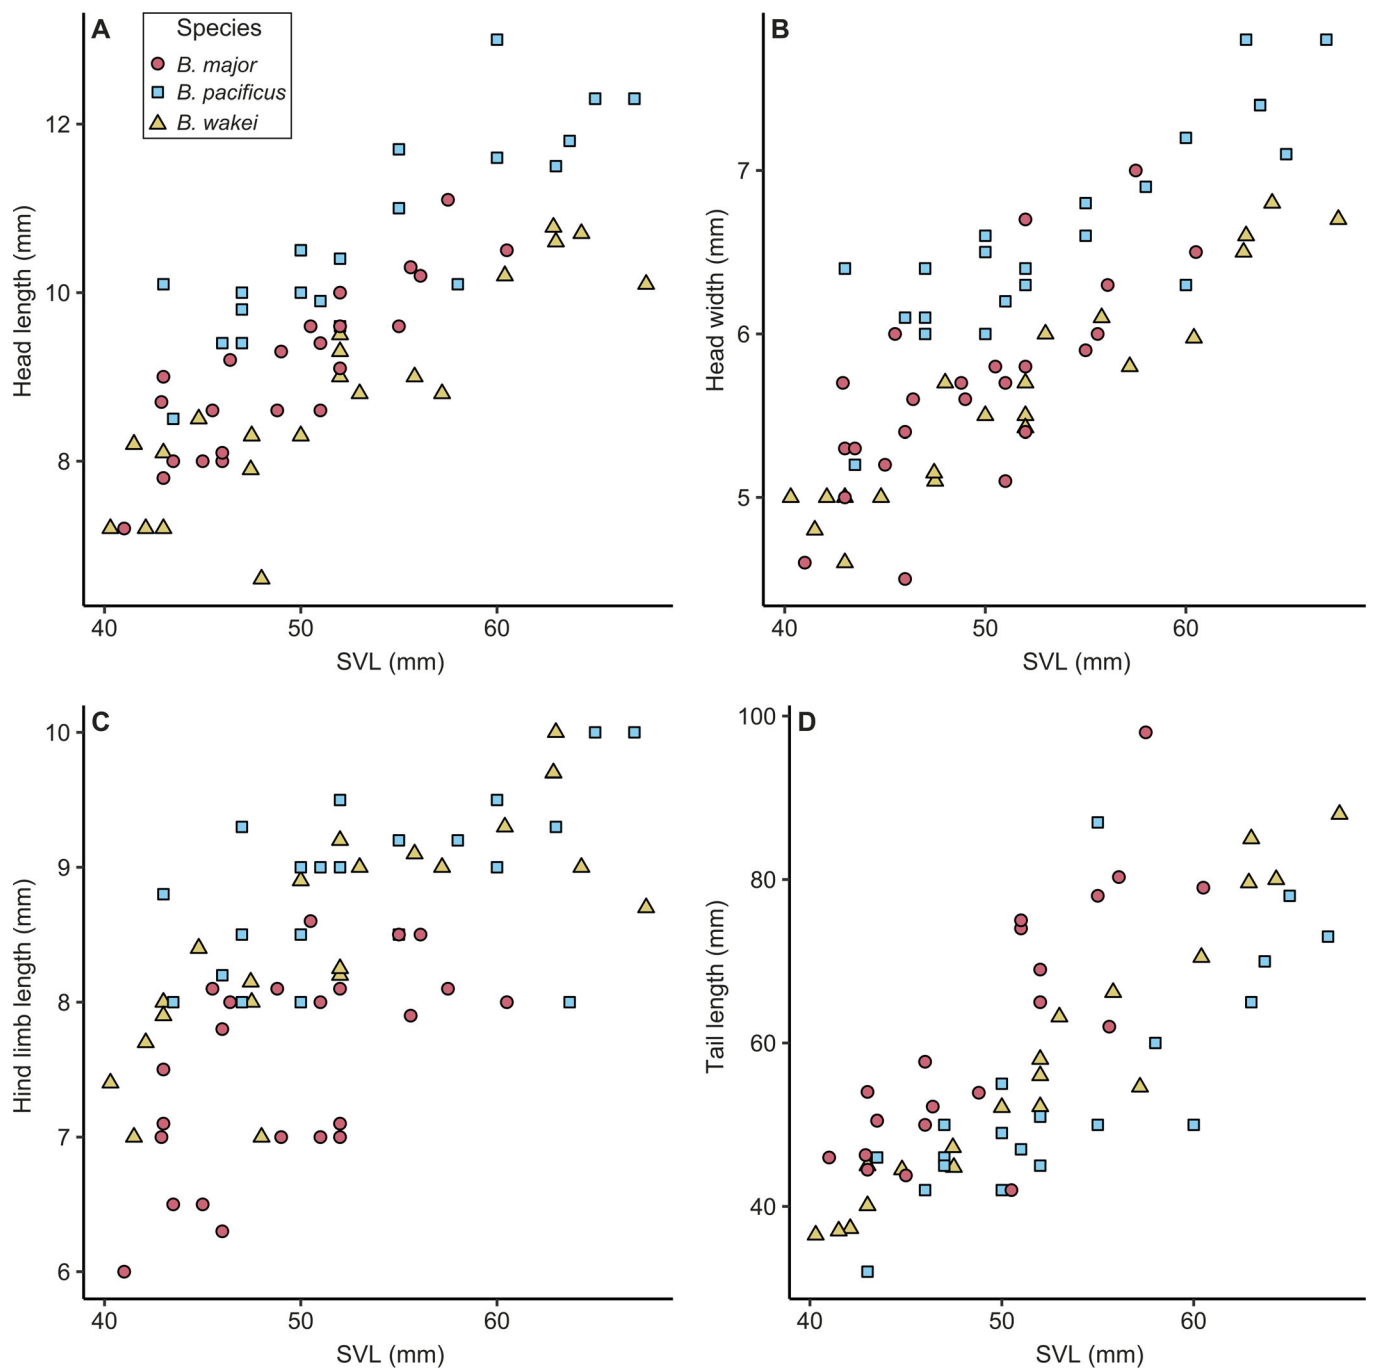 A
Species
B. major
B. pacificus
B. wakei
12
10
8
40 50 60
Head length (mm)
SVL (mm)
B
7
6
5
40 50 60
Head width (mm)
SVL (mm)
C
10
9
8
7
6
40 50 60
Hind limb length (mm)
SVL (mm)
D
100
80
60
40
40 50 60
Tail length (mm)
SVL (mm)